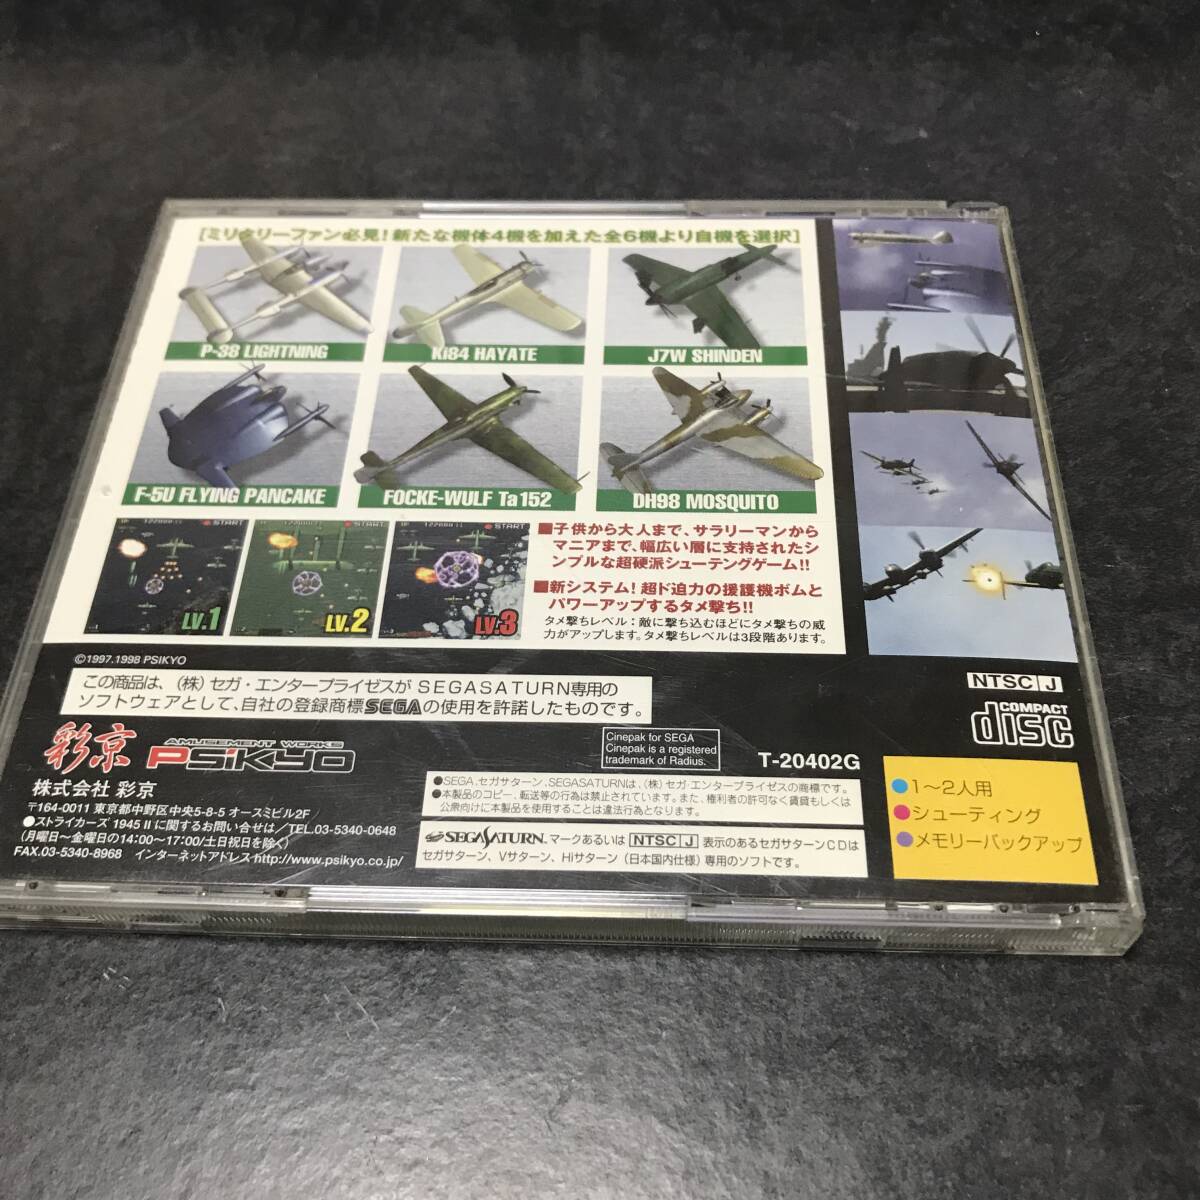 [ミリタリーファン必見!新たな機体4機を加えた全6機より自機を選択]
P-38 LIGHTNING
Ki84 HAYATE
J7W SHINDEN
F-5U FLYING PANCAKE
FOCKE-WULF Ta152
DH98 MOSQUITO
START
START
START
LV.1
LV.2
LV.3
■子供から大人まで、サラリーマンから
マニアまで、幅広い層に支持されたシ
ンプルな超硬派シューテングゲーム!!
■新システム!超ド迫力の援護機ボムと
パワーアップするタメ撃ち!!
タメ撃ちレベル:敵に撃ち込むほどにタメ撃ちの威
力がアップします。タメ撃ちレベルは3段階あります。
©1997.1998 PSIKYO
この商品は、(株)セガ・エンタープライゼスがSEGASATURN専用の
ソフトウェアとして、自社の登録商標SEGAの使用を許諾したものです。
NTSC J
COMPACT
disc
彩京 AMUSEMENT WORKS
PSiKYO
Cinepak for SEGA
Cinepak is a registered
trademark of Radius.
T-20402G
株式会社 彩京
〒164-0011 東京都中野区中央5-8-5 オースミビル2F
●ストライカーズ 1945 IIに関するお問い合せは/TEL.03-5340-0648
(月曜日〜金曜日の14:00〜17:00/土日祝日を除く)
FAX.03-5340-8968 インターネットアドレス http://www.psikyo.co.jp/
●SEGA、セガサターン、SEGASATURNは、(株)セガ・エンタープライゼスの商標です。
●本製品のコピー、転送等の行為は禁止されています。また、権利者の許可なく賃貸もしくは
公衆向けに本製品を使用することは違法行為となります。
SEGASATURN™マークあるいは NTSC J 表示のあるセガサターンCDは
セガサターン、Vサターン、Hiサターン(日本国内仕様)専用のソフトです。
●1〜2人用
●シューティング
●メモリーバックアップ